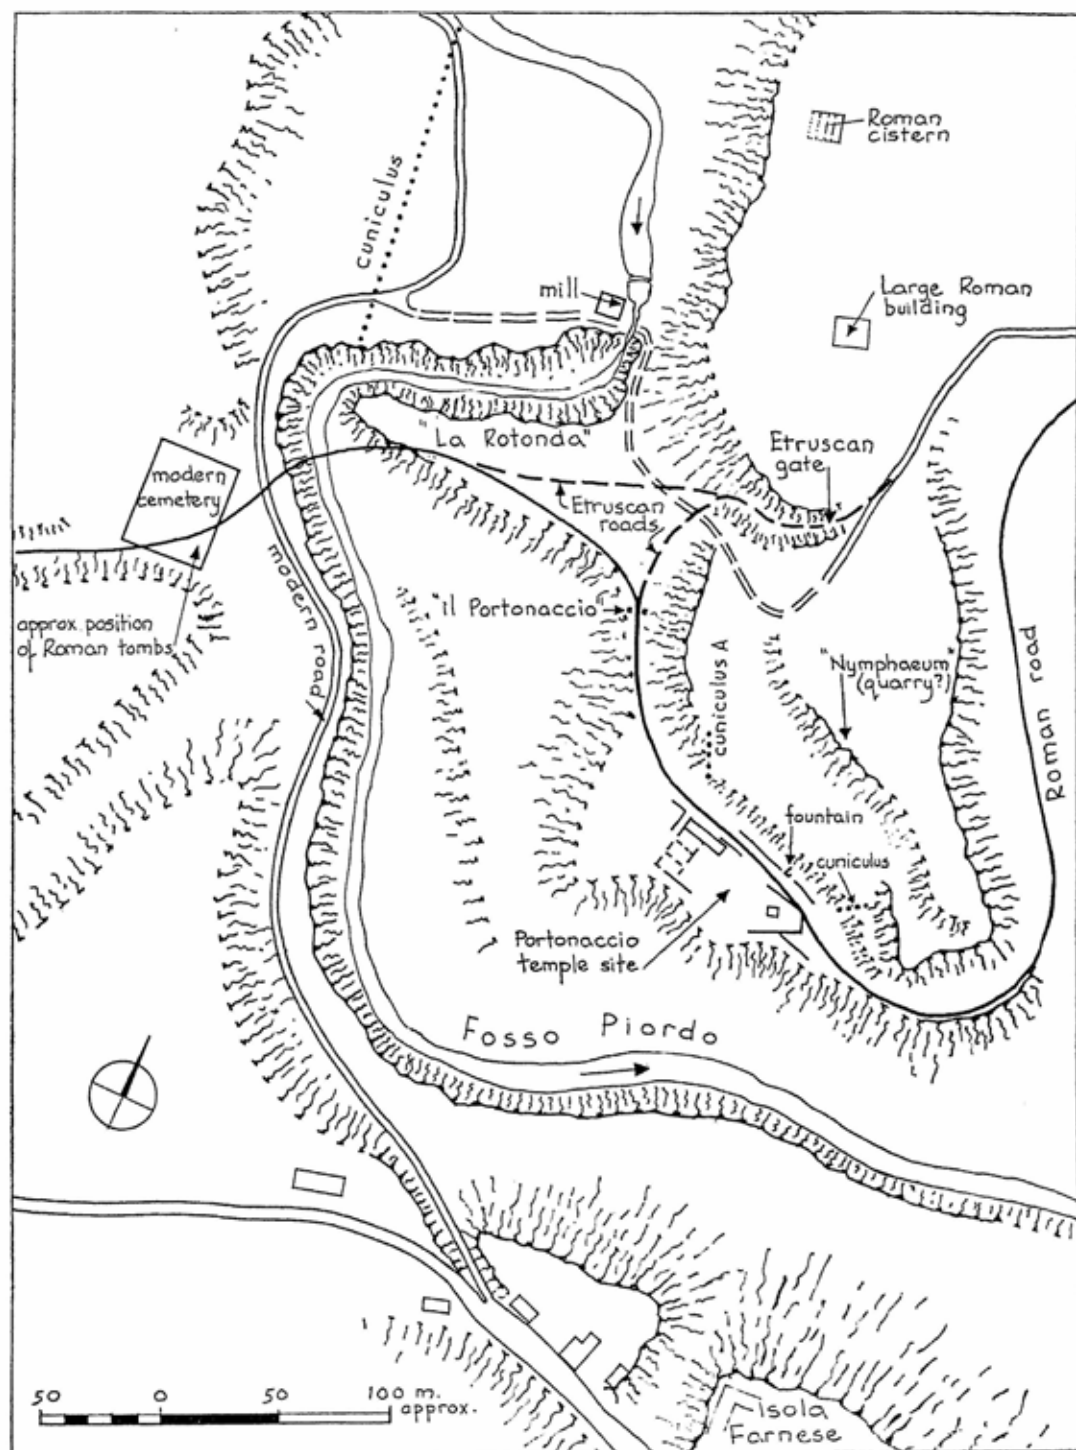 Roman
cistern
cuniculus
mill
Large Roman
building
"La Rotonda"
Etruscan
gate
modern
cemetery
Etruscan
roads
modern road
approx. position
of Roman tombs
"Il Portonaccio"
"Nymphaeum"
(quarry?)
cuniculus A
Roman road
fountain
cuniculus
Portonaccio
temple site
Fosso Piordo
50 0 50 100 m.
approx.
Isola
Farnese